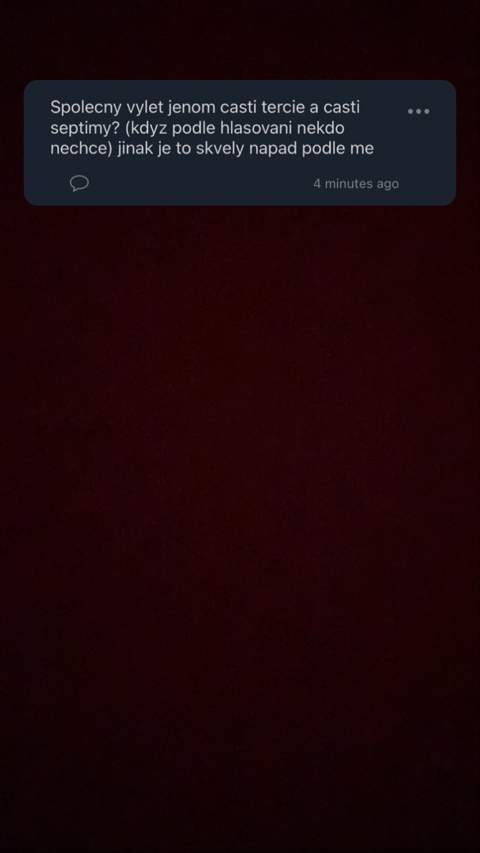 Spolecny vylet jenom casti tercie a casti
septimy? (kdyz podle hlasovani nekdo
nechce) jinak je to skvely napad podle me
4 minutes ago